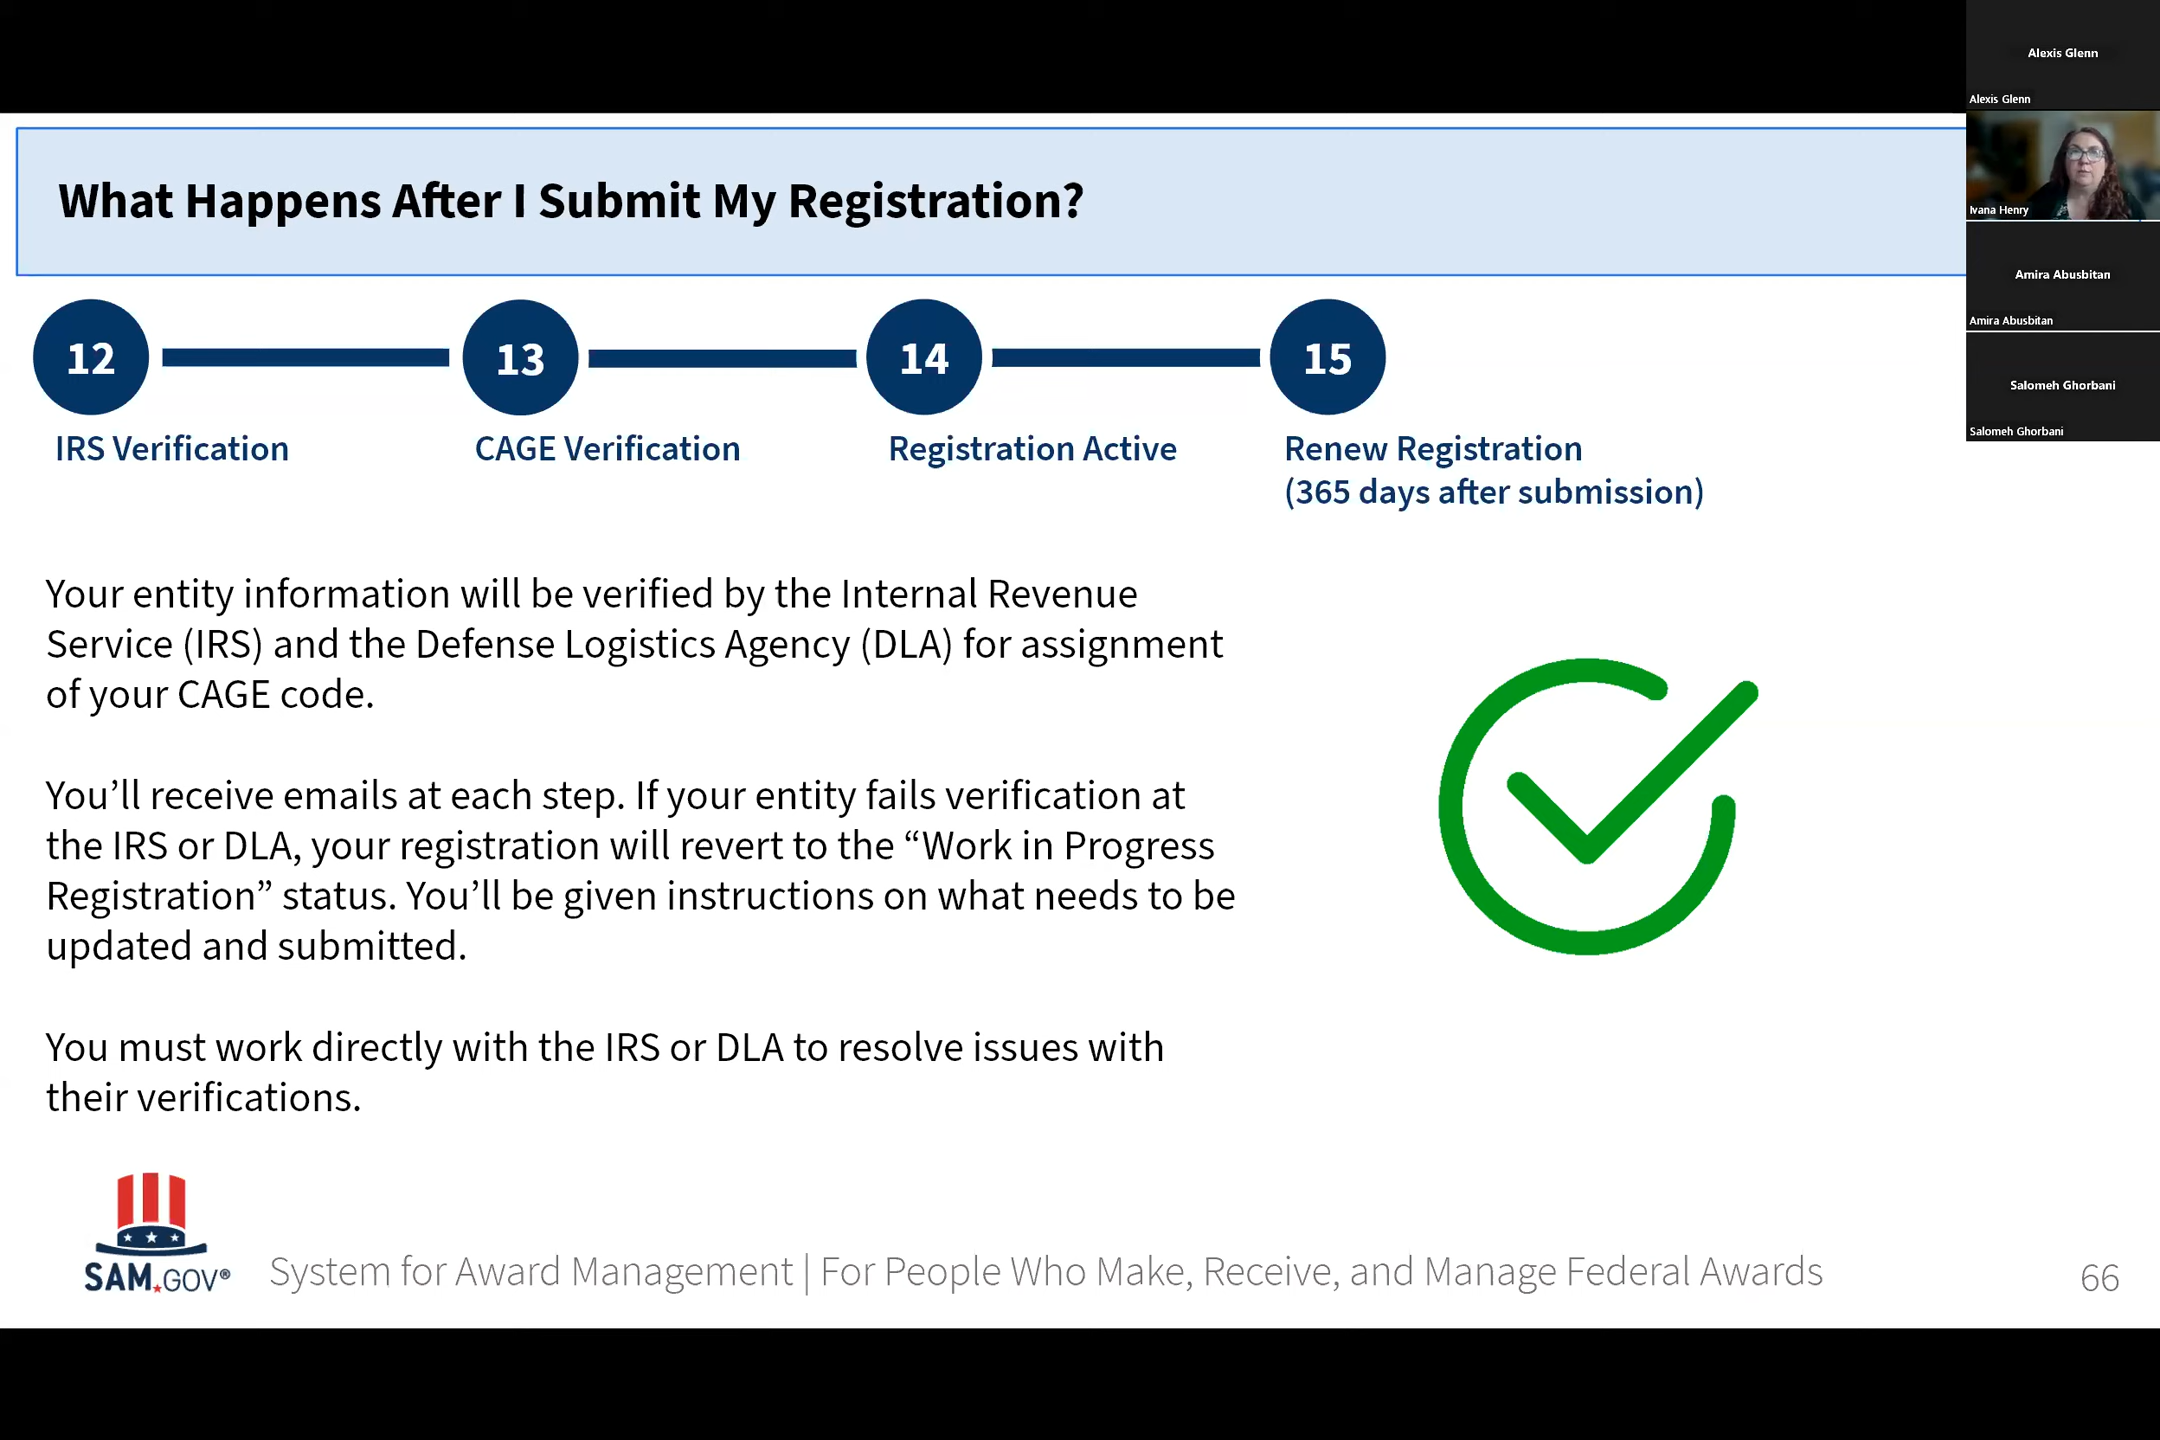 What Happens After I Submit My Registration?
12
13
14
15
IRS Verification
CAGE Verification
Registration Active
Renew Registration
(365 days after submission)
Your entity information will be verified by the Internal Revenue
Service (IRS) and the Defense Logistics Agency (DLA) for assignment
of your CAGE code.
You’ll receive emails at each step. If your entity fails verification at
the IRS or DLA, your registration will revert to the “Work in Progress
Registration” status. You’ll be given instructions on what needs to be
updated and submitted.
You must work directly with the IRS or DLA to resolve issues with
their verifications.
SAM.GOV®
System for Award Management | For People Who Make, Receive, and Manage Federal Awards
66
Alexis Glenn
Alexis Glenn
Ivana Henry
Amira Abusbitan
Amira Abusbitan
Salomeh Ghorbani
Salomeh Ghorbani